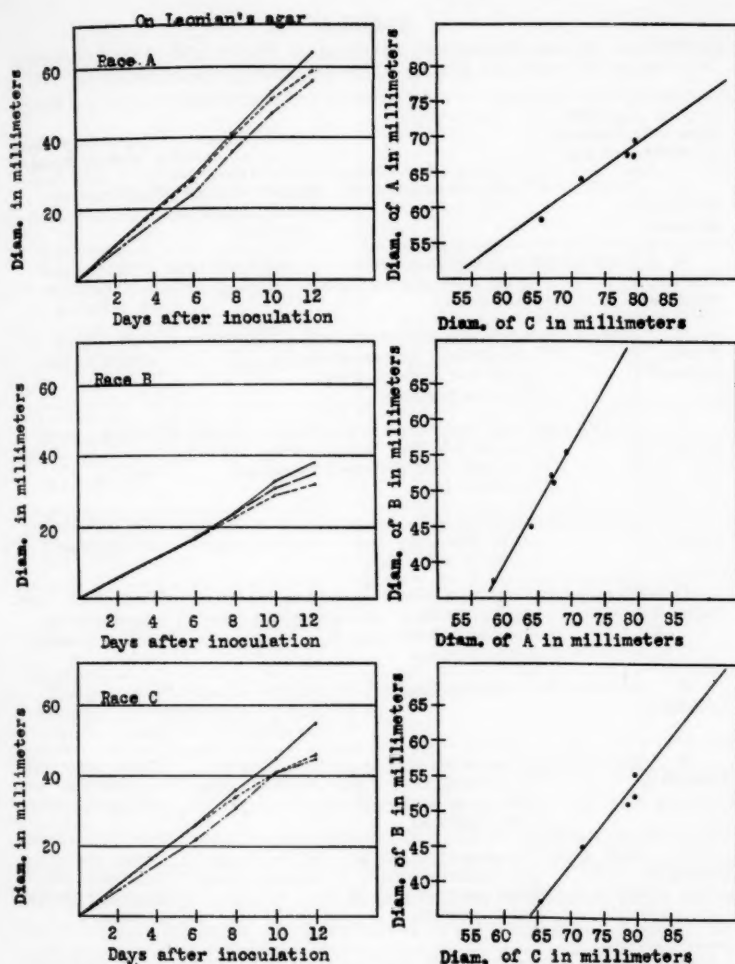 On Leonian's agar
Race A
Diam. in millimeters
60
40
20
2 4 6 8 10 12
Days after inoculation
Diam. of A in millimeters
80
75
70
65
60
55
55 60 65 70 75 80 85
Diam. of C in millimeters
Race B
Diam. in millimeters
60
40
20
2 4 6 8 10 12
Days after inoculation
Diam. of B in millimeters
65
60
55
50
45
40
55 60 65 70 75 80 85
Diam. of A in millimeters
Race C
Diam. in millimeters
60
40
20
2 4 6 8 10 12
Days after inoculation
Diam. of B in millimeters
65
60
55
50
45
40
55 60 65 70 75 80 85
Diam. of C in millimeters